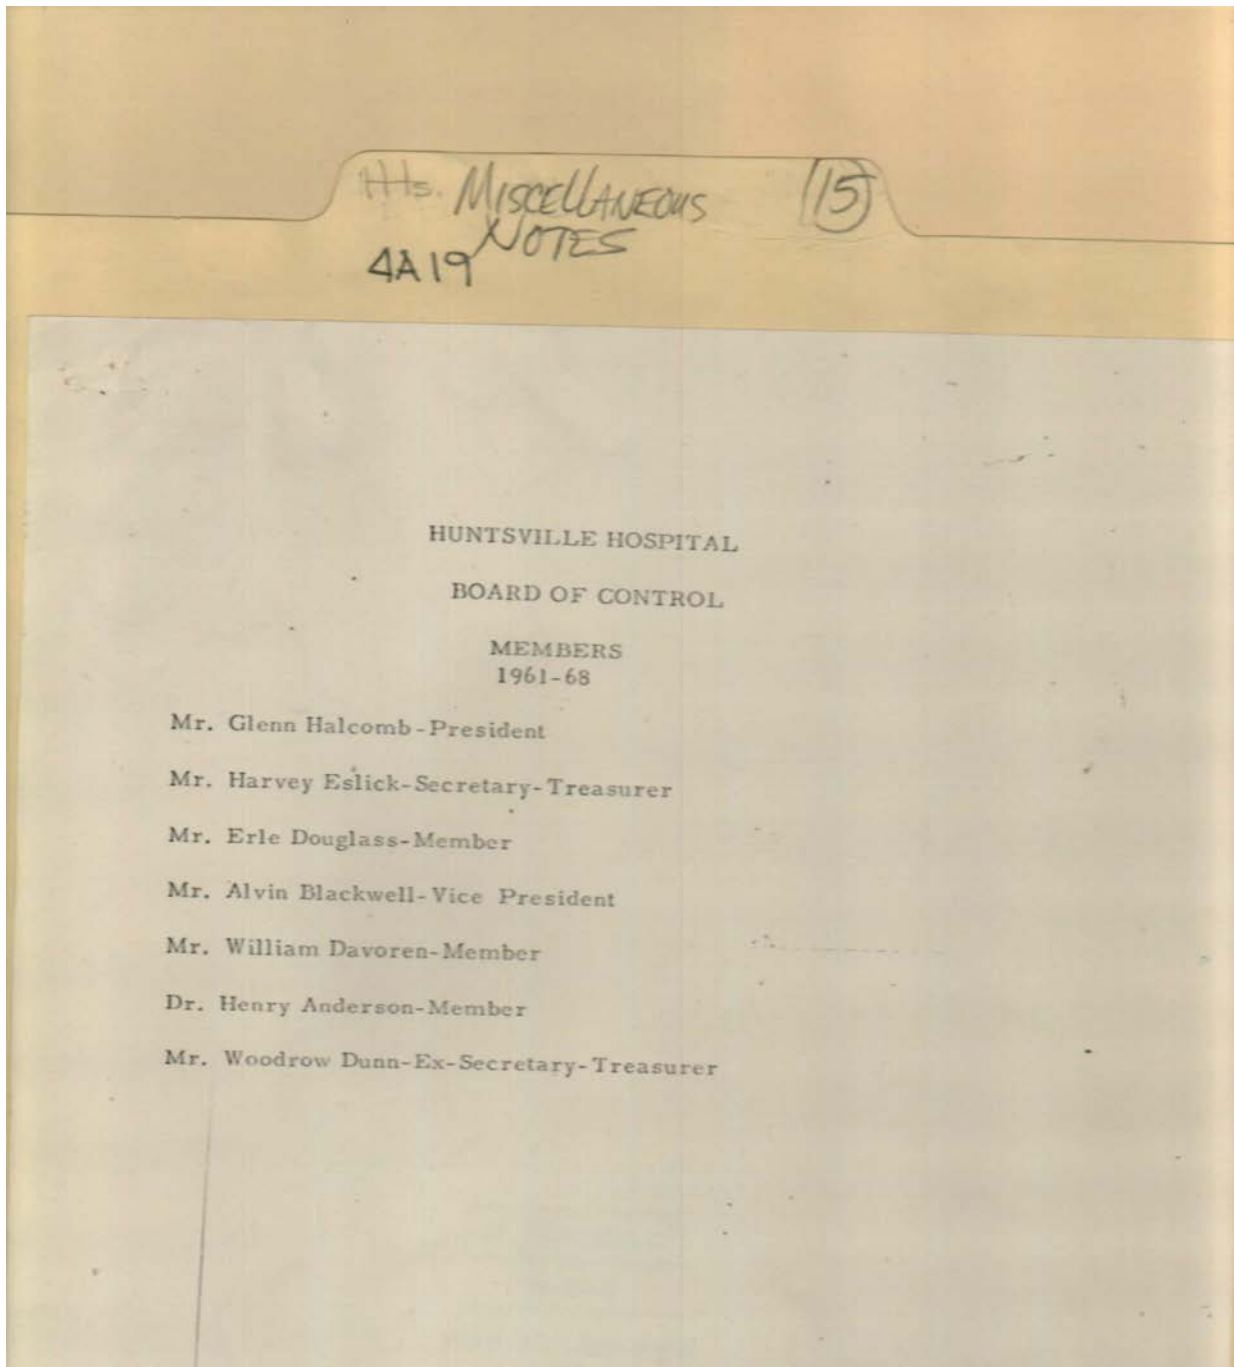 Hts. MISCELLANEOUS 15
NOTES
4A19
HUNTSVILLE HOSPITAL
BOARD OF CONTROL
MEMBERS
1961-68
Mr. Glenn Halcomb-President
Mr. Harvey Eslick-Secretary-Treasurer
Mr. Erle Douglass-Member
Mr. Alvin Blackwell-Vice President
Mr. William Davoren-Member
Dr. Henry Anderson-Member
Mr. Woodrow Dunn-Ex-Secretary-Treasurer